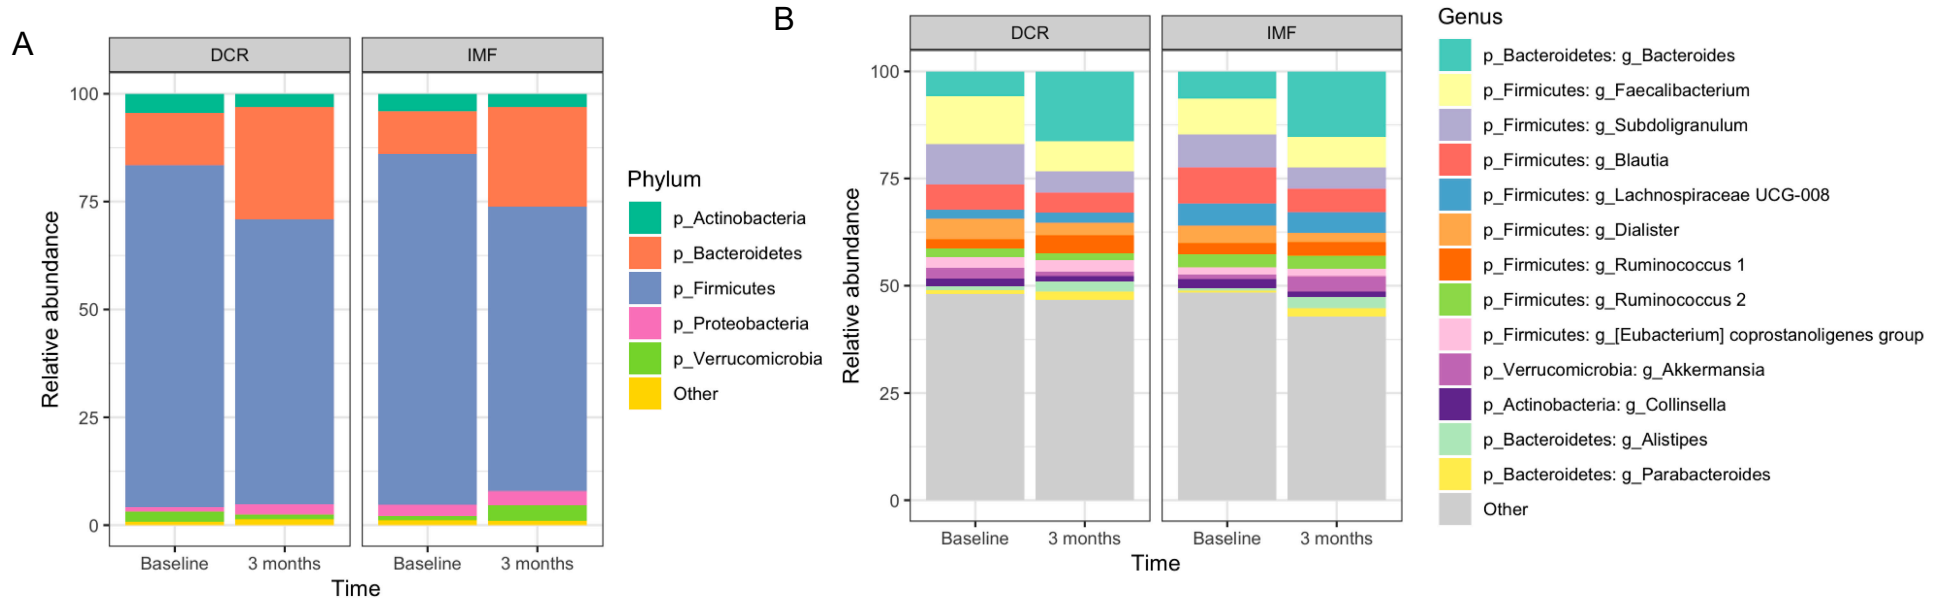 A
DCR
IMF
100
75
50
25
0
Relative abundance
Baseline
3 months
Baseline
3 months
Time
Phylum
p_Actinobacteria
p_Bacteroidetes
p_Firmicutes
p_Proteobacteria
p_Verrucomicrobia
Other
B
DCR
IMF
100
75
50
25
0
Relative abundance
Baseline
3 months
Baseline
3 months
Time
Genus
p_Bacteroidetes: g_Bacteroides
p_Firmicutes: g_Faecalibacterium
p_Firmicutes: g_Subdoligranulum
p_Firmicutes: g_Blautia
p_Firmicutes: g_Lachnospiraceae UCG-008
p_Firmicutes: g_Dialister
p_Firmicutes: g_Ruminococcus 1
p_Firmicutes: g_Ruminococcus 2
p_Firmicutes: g_[Eubacterium] coprostanoligenes group
p_Verrucomicrobia: g_Akkermansia
p_Actinobacteria: g_Collinsella
p_Bacteroidetes: g_Alistipes
p_Bacteroidetes: g_Parabacteroides
Other